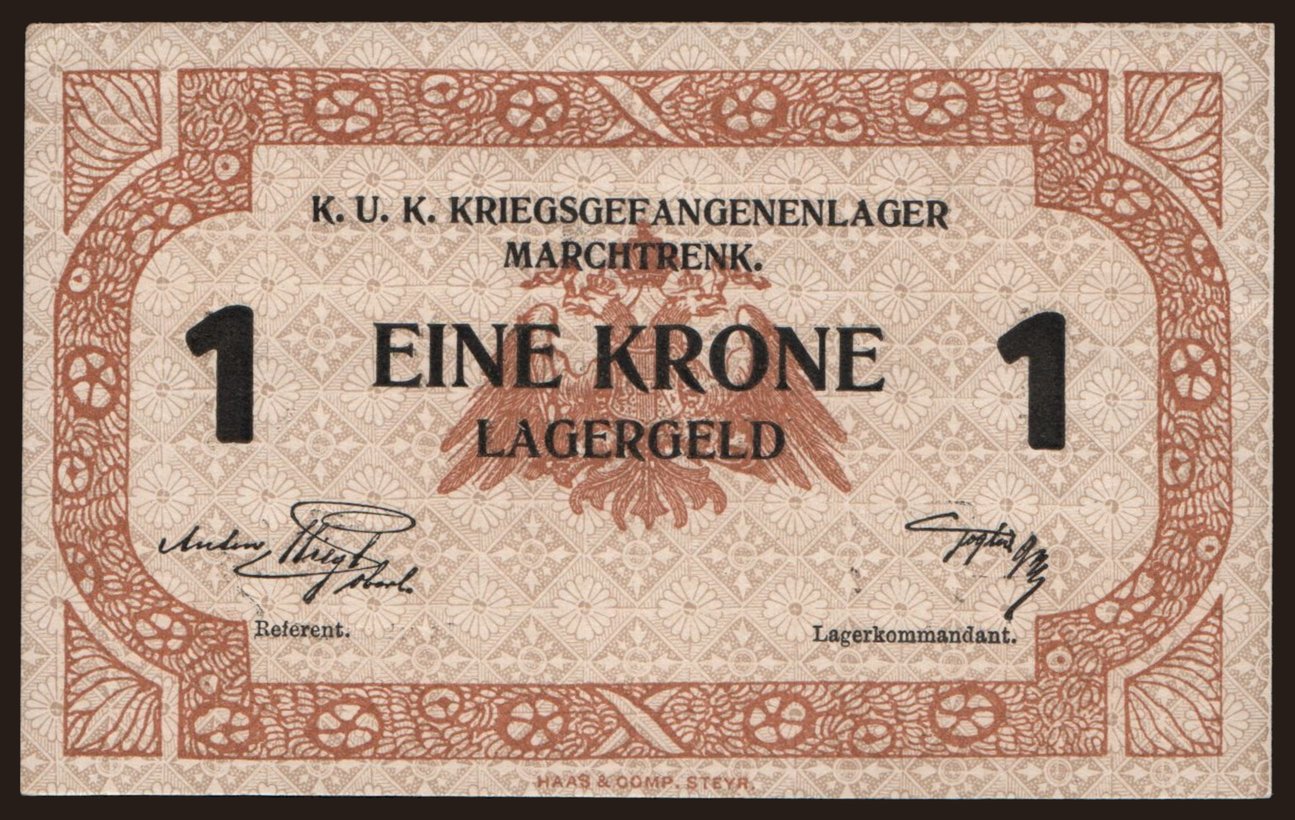 K. U. K. KRIEGSGEFANGENENLAGER
MARCHTRENK.
1 EINE KRONE 1
LAGERGELD
Referent.
Lagerkommandant.
HAAS & COMP. STEYR.